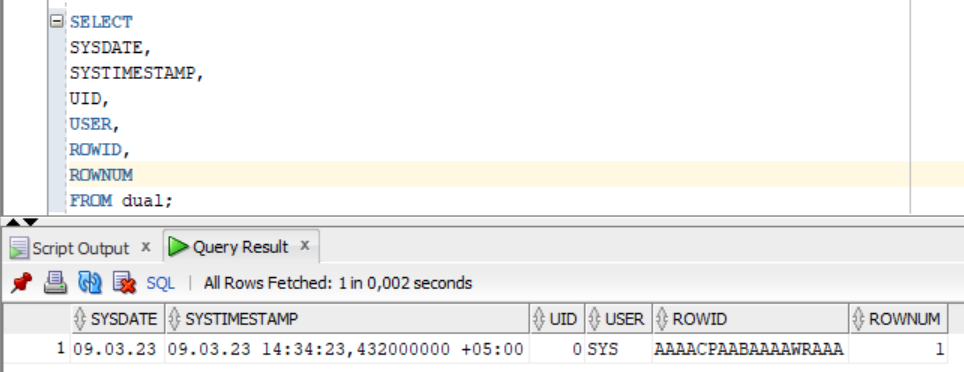 SELECT
SYSDATE,
SYSTIMESTAMP,
UID,
USER,
ROWID,
ROWNUM
FROM dual;
Script Output x Query Result x
SQL | All Rows Fetched: 1 in 0,002 seconds
SYSDATE SYSTIMESTAMP UID USER ROWID ROWNUM
1 09.03.23 09.03.23 14:34:23,432000000 +05:00 0 SYS AAAACPAABAAAAWRAAA 1